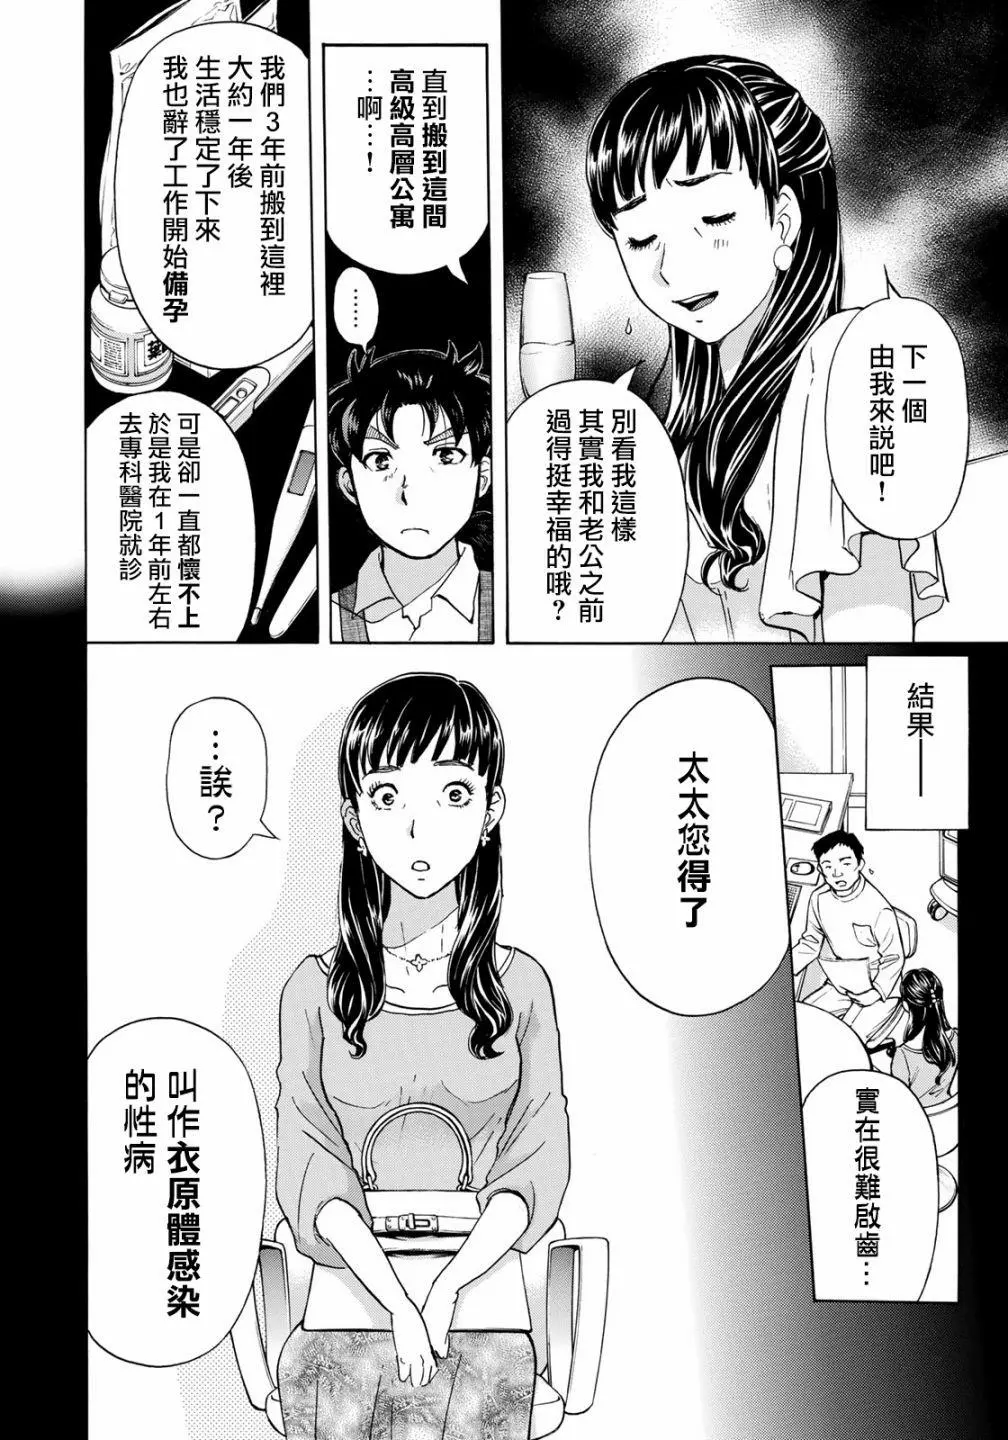 下一個
由我來説吧！
別看我這樣
其實我和老公之前
過得挺幸福的哦？
直到搬到這間
高級高層公寓
…啊…！
……
我們3年前搬到這裡
大約一年後
生活穩定了下來
我也辭了工作開始備孕
可是卻一直都懷不上
於是我在1年前左右
去專科醫院就診
結果——
實在很難啟齒…
太太您得了
…誒？
叫作衣原體感染
的性病